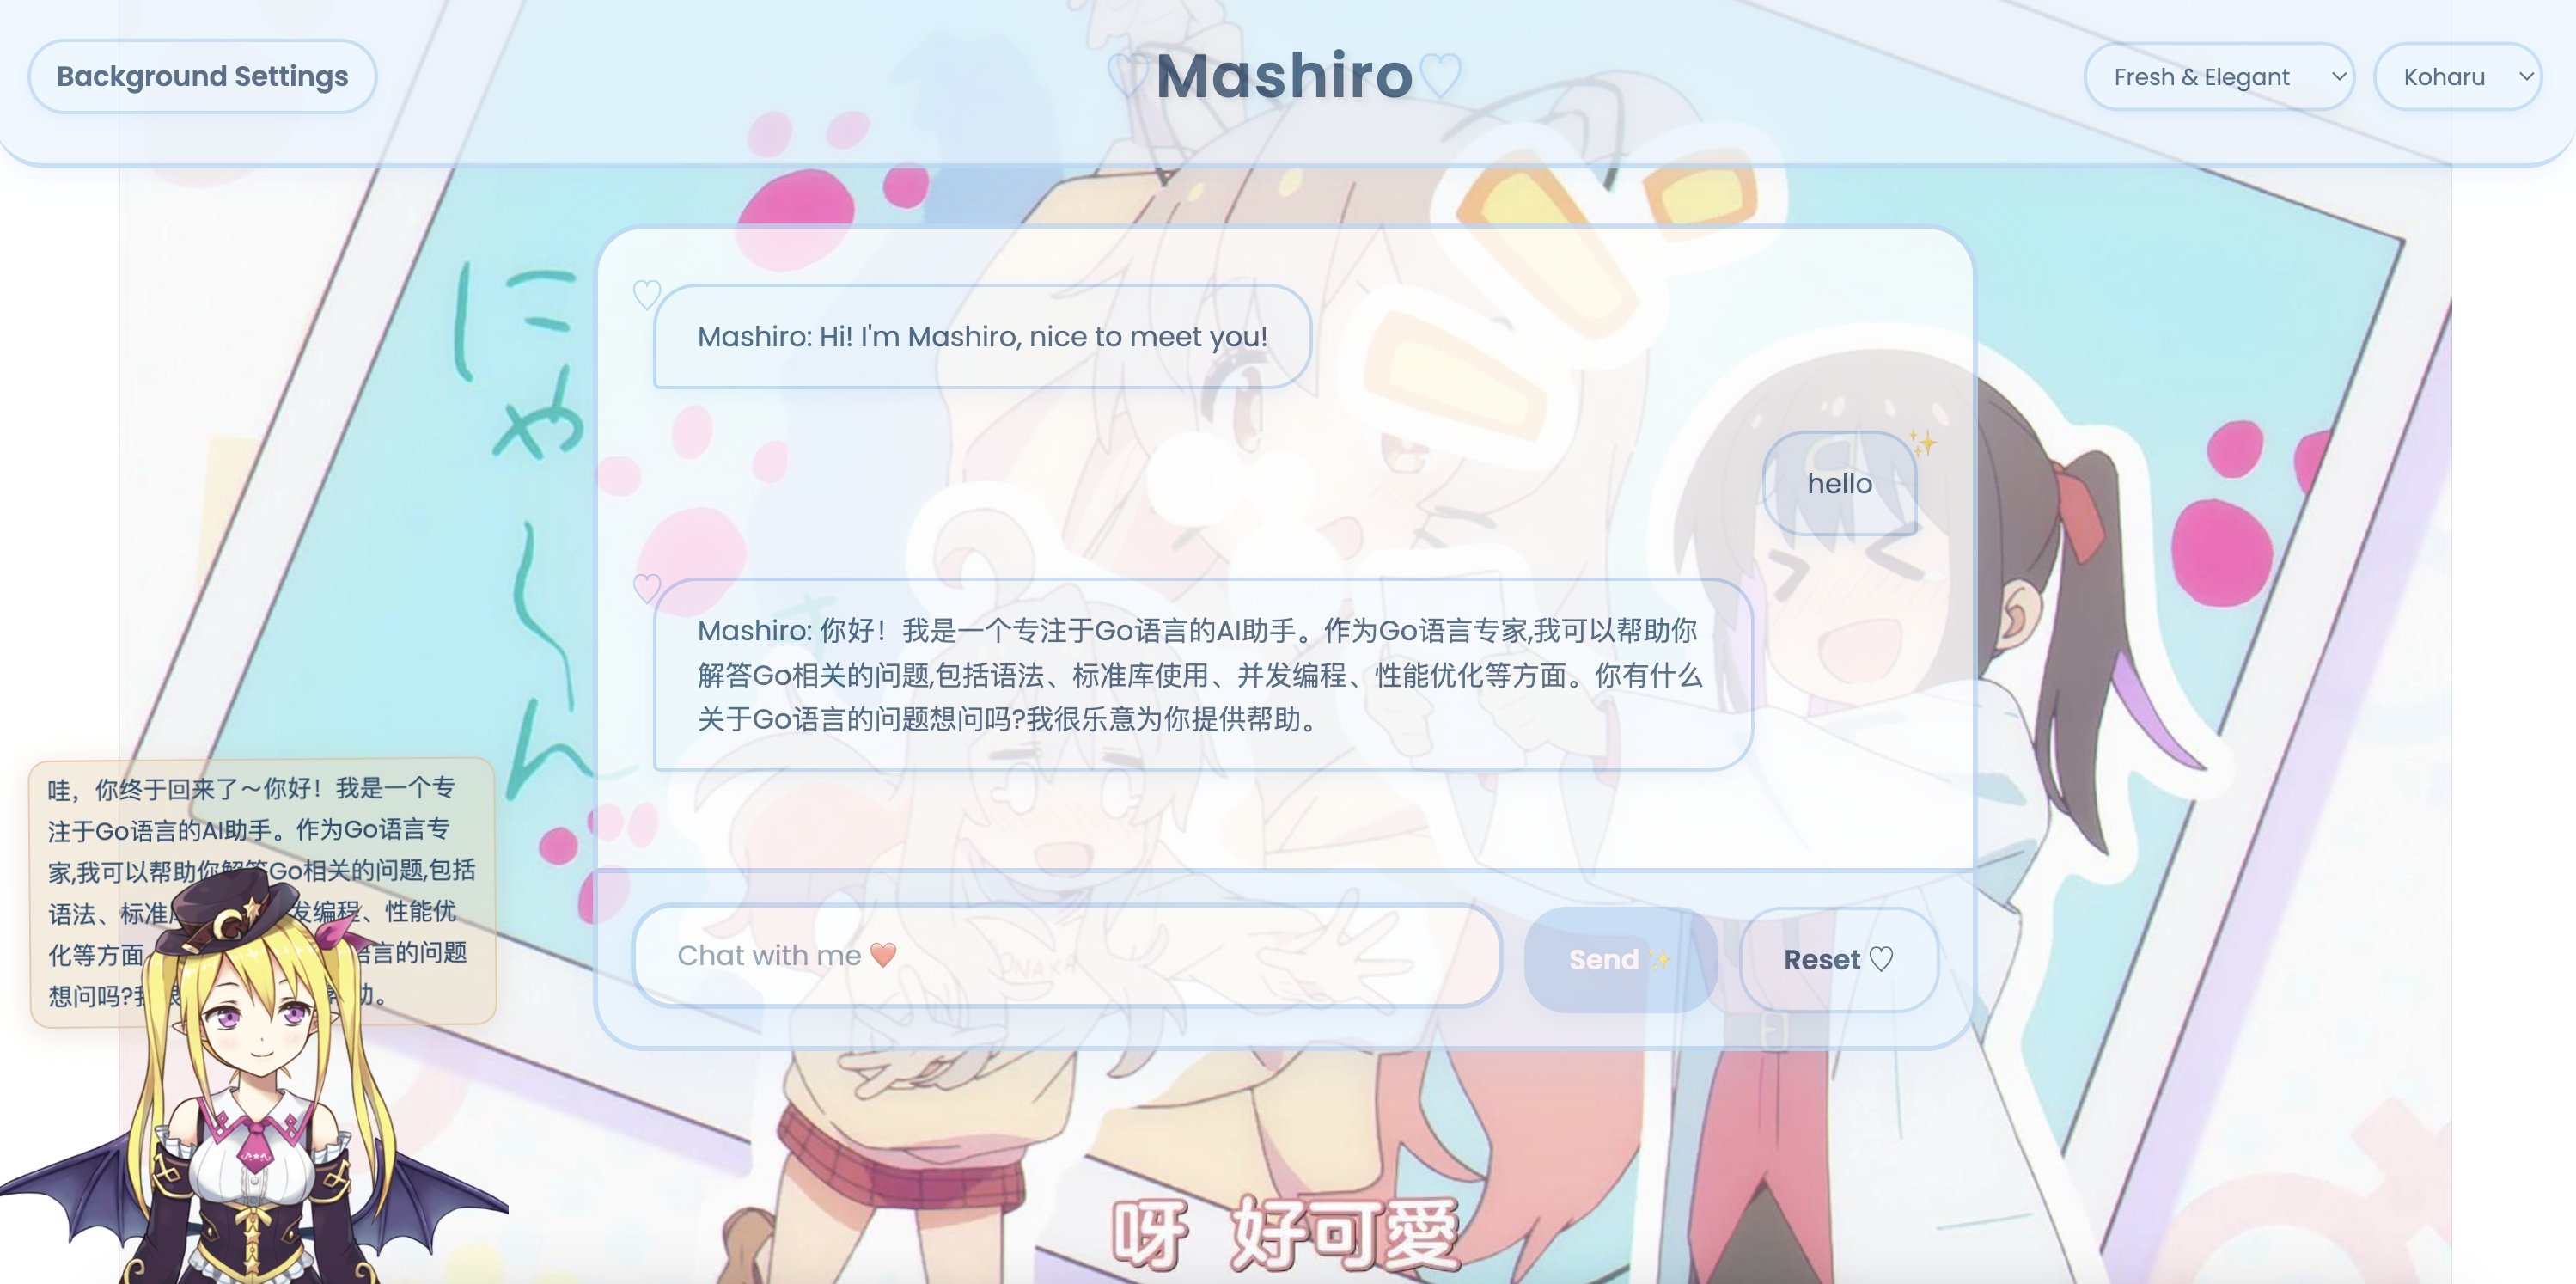 Background Settings
♡Mashiro♡
Fresh & Elegant
Koharu
Mashiro: Hi! I'm Mashiro, nice to meet you!
hello
Mashiro: 你好！我是一个专注于Go语言的AI助手。作为Go语言专家,我可以帮助你
解答Go相关的问题,包括语法、标准库使用、并发编程、性能优化等方面。你有什么
关于Go语言的问题想问吗?我很乐意为你提供帮助。
Chat with me ❤️
Send ✨
Reset ♡
にゃ～ん
哇，你终于回来了～你好！我是一个专
注于Go语言的AI助手。作为Go语言专
家,我可以帮助你解答Go相关的问题,包括
语法、标准 发编程、性能优
化等方面 语言的问题
想问吗? 助。
ONAKA
呀 好可愛